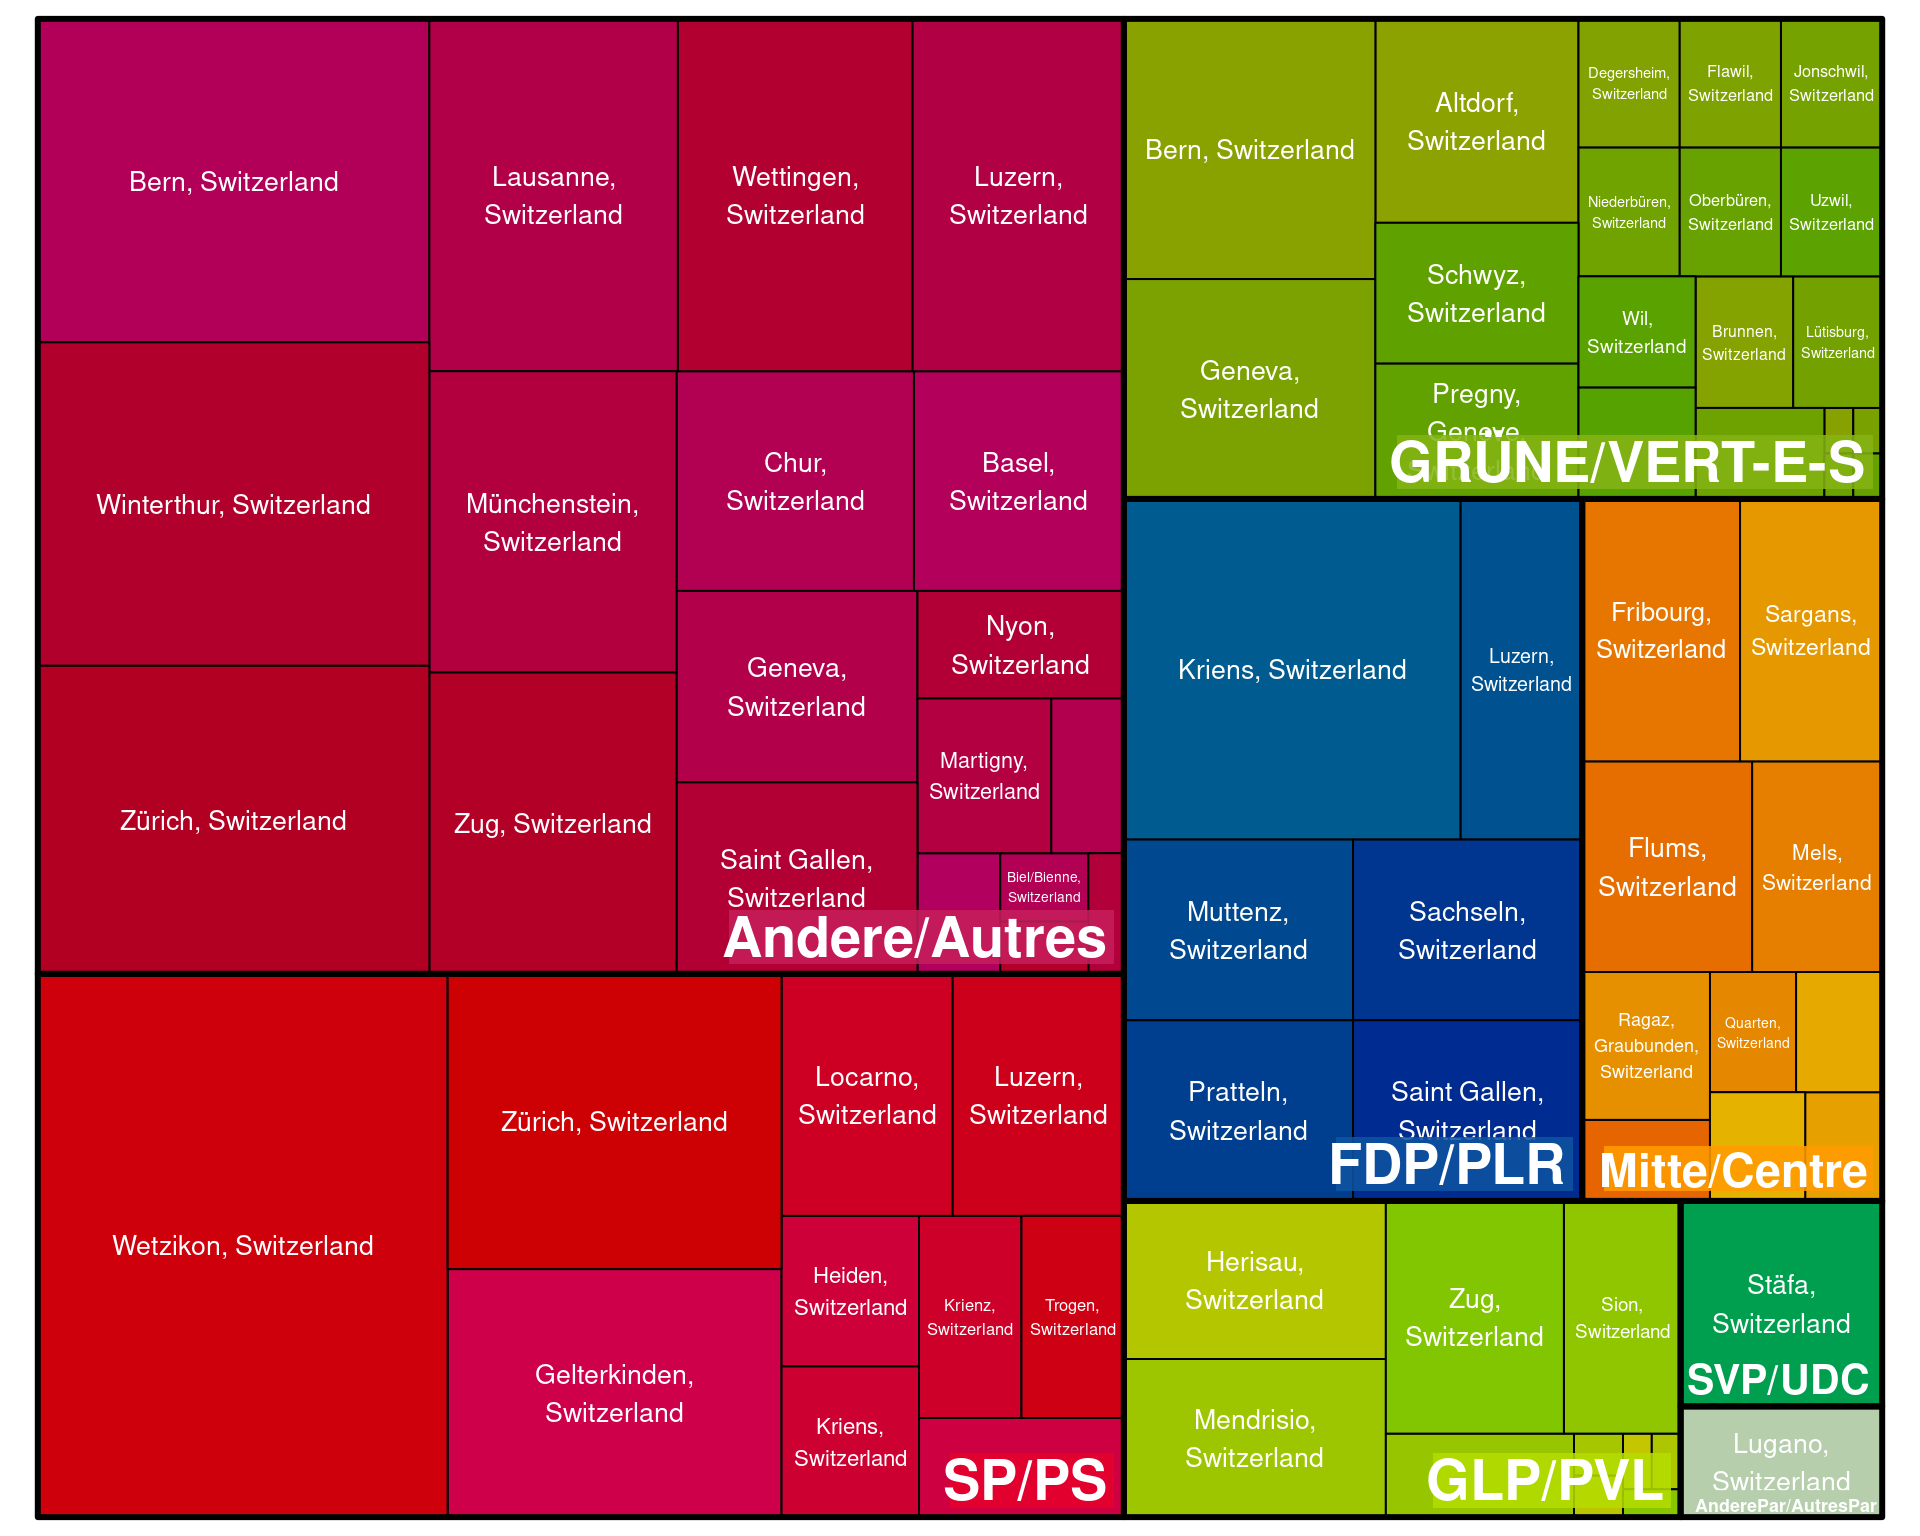 Bern, Switzerland
Lausanne,
Switzerland
Wettingen,
Switzerland
Luzern,
Switzerland
Winterthur, Switzerland
Münchenstein,
Switzerland
Chur,
Switzerland
Basel,
Switzerland
Geneva,
Switzerland
Nyon,
Switzerland
Martigny,
Switzerland
Zürich, Switzerland
Zug, Switzerland
Saint Gallen,
Switzerland
Biel/Bienne,
Switzerland
Andere/Autres
Wetzikon, Switzerland
Zürich, Switzerland
Gelterkinden,
Switzerland
Locarno,
Switzerland
Luzern,
Switzerland
Heiden,
Switzerland
Krienz,
Switzerland
Trogen,
Switzerland
Kriens,
Switzerland
SP/PS
Bern, Switzerland
Altdorf,
Switzerland
Degersheim,
Switzerland
Flawil,
Switzerland
Jonschwil,
Switzerland
Niederbüren,
Switzerland
Oberbüren,
Switzerland
Uzwil,
Switzerland
Geneva,
Switzerland
Schwyz,
Switzerland
Wil,
Switzerland
Brunnen,
Switzerland
Lütisburg,
Switzerland
Pregny,
Geneve,
GRÜNE/VERT-E-S
Kriens, Switzerland
Luzern,
Switzerland
Muttenz,
Switzerland
Sachseln,
Switzerland
Pratteln,
Switzerland
Saint Gallen,
Switzerland
FDP/PLR
Fribourg,
Switzerland
Sargans,
Switzerland
Flums,
Switzerland
Mels,
Switzerland
Ragaz,
Graubunden,
Switzerland
Quarten,
Switzerland
Mitte/Centre
Herisau,
Switzerland
Zug,
Switzerland
Sion,
Switzerland
Mendrisio,
Switzerland
GLP/PVL
Stäfa,
Switzerland
SVP/UDC
Lugano,
Switzerland
AnderePar/AutresPar